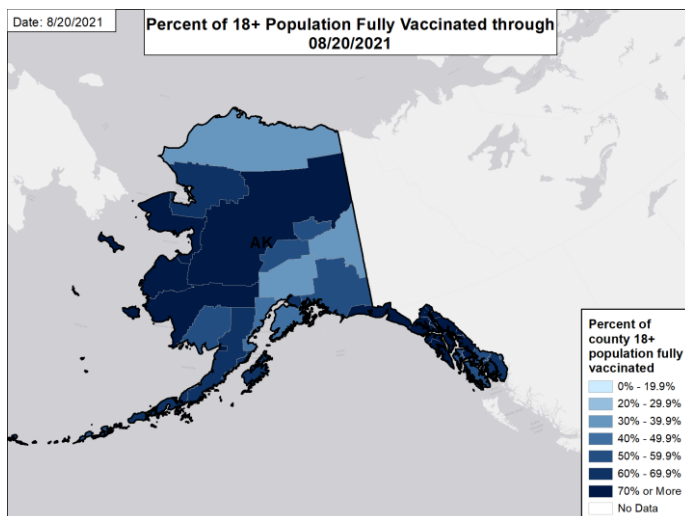 Date: 8/20/2021
Percent of 18+ Population Fully Vaccinated through
08/20/2021
AK
Percent of
county 18+
population fully
vaccinated
0% - 19.9%
20% - 29.9%
30% - 39.9%
40% - 49.9%
50% - 59.9%
60% - 69.9%
70% or More
No Data